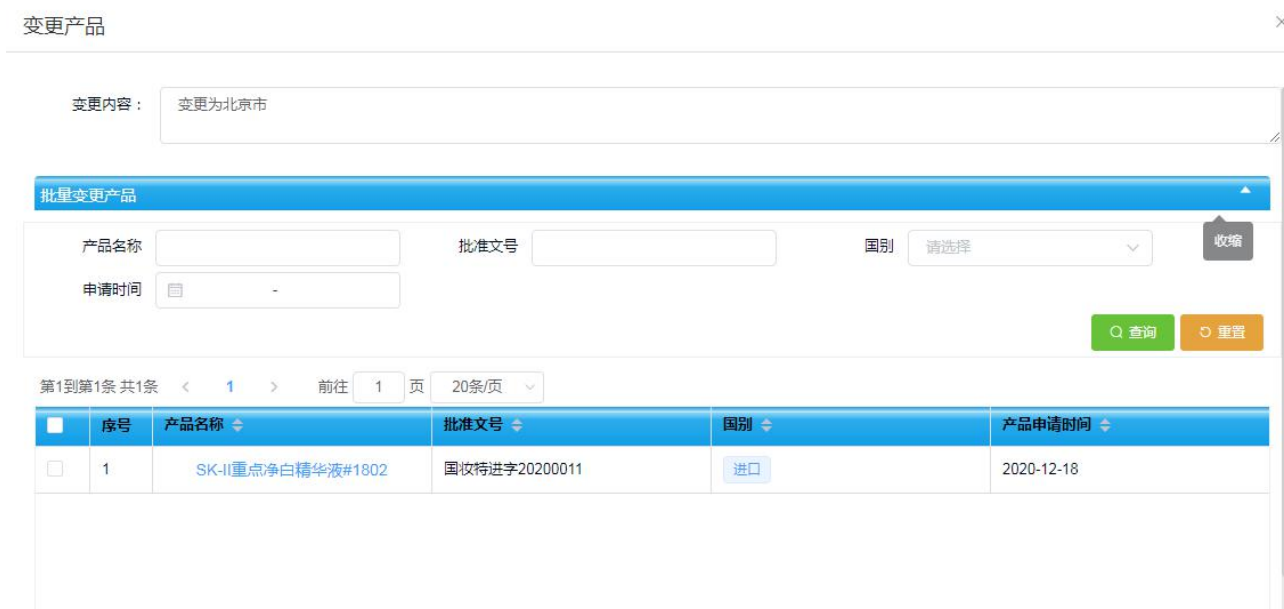 变更产品
变更内容：
变更为北京市
批量变更产品
产品名称 批准文号 国别 请选择 收缩
申请时间 -
查询 重置
第1到第1条 共1条 < 1 > 前往 1 页 20条/页
序号 产品名称 批准文号 国别 产品申请时间
1 SK-II重点净白精华液#1802 国妆特进字20200011 进口 2020-12-18